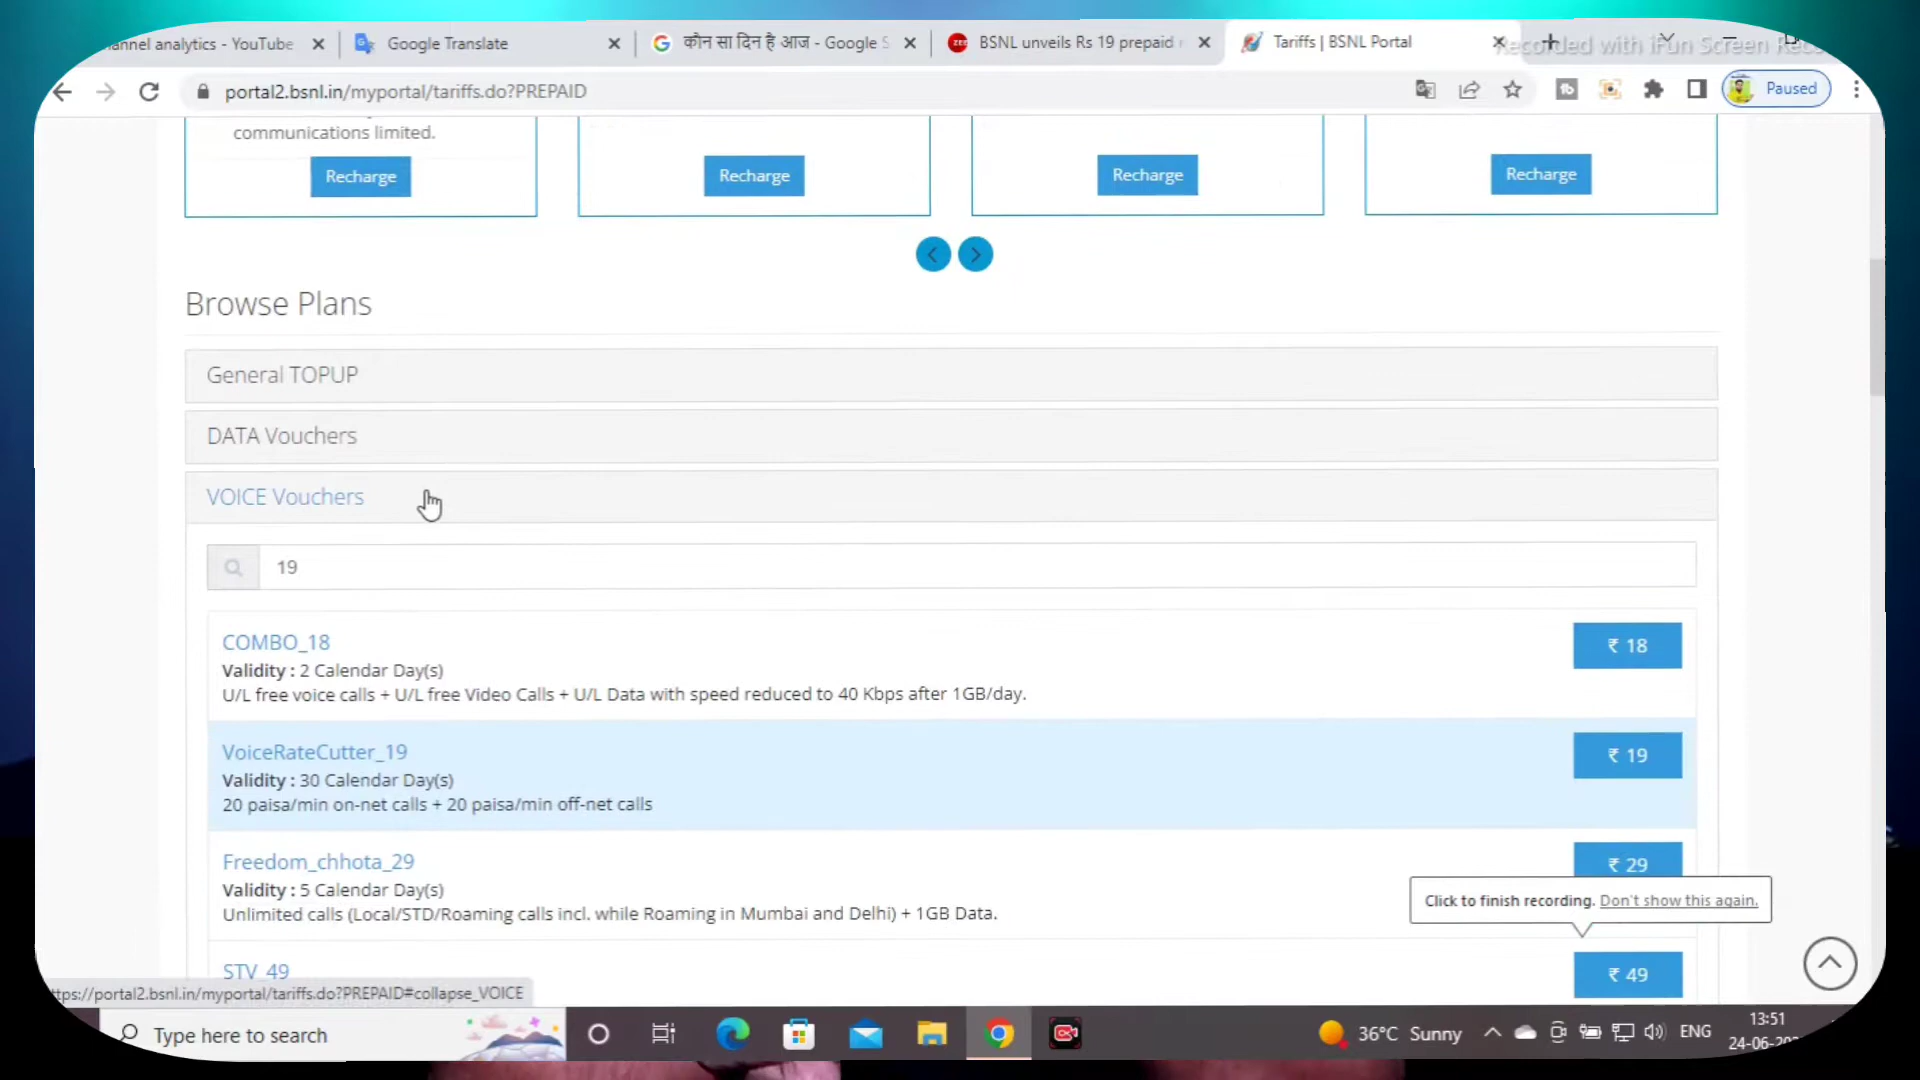 annel analytics - YouTube
Google Translate
कौन सा दिन है आज - Google S
BSNL unveils Rs 19 prepaid
Tariffs | BSNL Portal
Recorded with iFun Screen Rec
portal2.bsnl.in/myportal/tariffs.do?PREPAID
Paused
communications limited.
Recharge
Recharge
Recharge
Recharge
Browse Plans
General TOPUP
DATA Vouchers
VOICE Vouchers
19
COMBO_18
₹ 18
Validity : 2 Calendar Day(s)
U/L free voice calls + U/L free Video Calls + U/L Data with speed reduced to 40 Kbps after 1GB/day.
VoiceRateCutter_19
₹ 19
Validity : 30 Calendar Day(s)
20 paisa/min on-net calls + 20 paisa/min off-net calls
Freedom_chhota_29
₹ 29
Validity : 5 Calendar Day(s)
Unlimited calls (Local/STD/Roaming calls incl. while Roaming in Mumbai and Delhi) + 1GB Data.
Click to finish recording. Don't show this again.
STV_49
₹ 49
ttps://portal2.bsnl.in/myportal/tariffs.do?PREPAID#collapse_VOICE
Type here to search
36°C Sunny
ENG
13:51
24-06-20